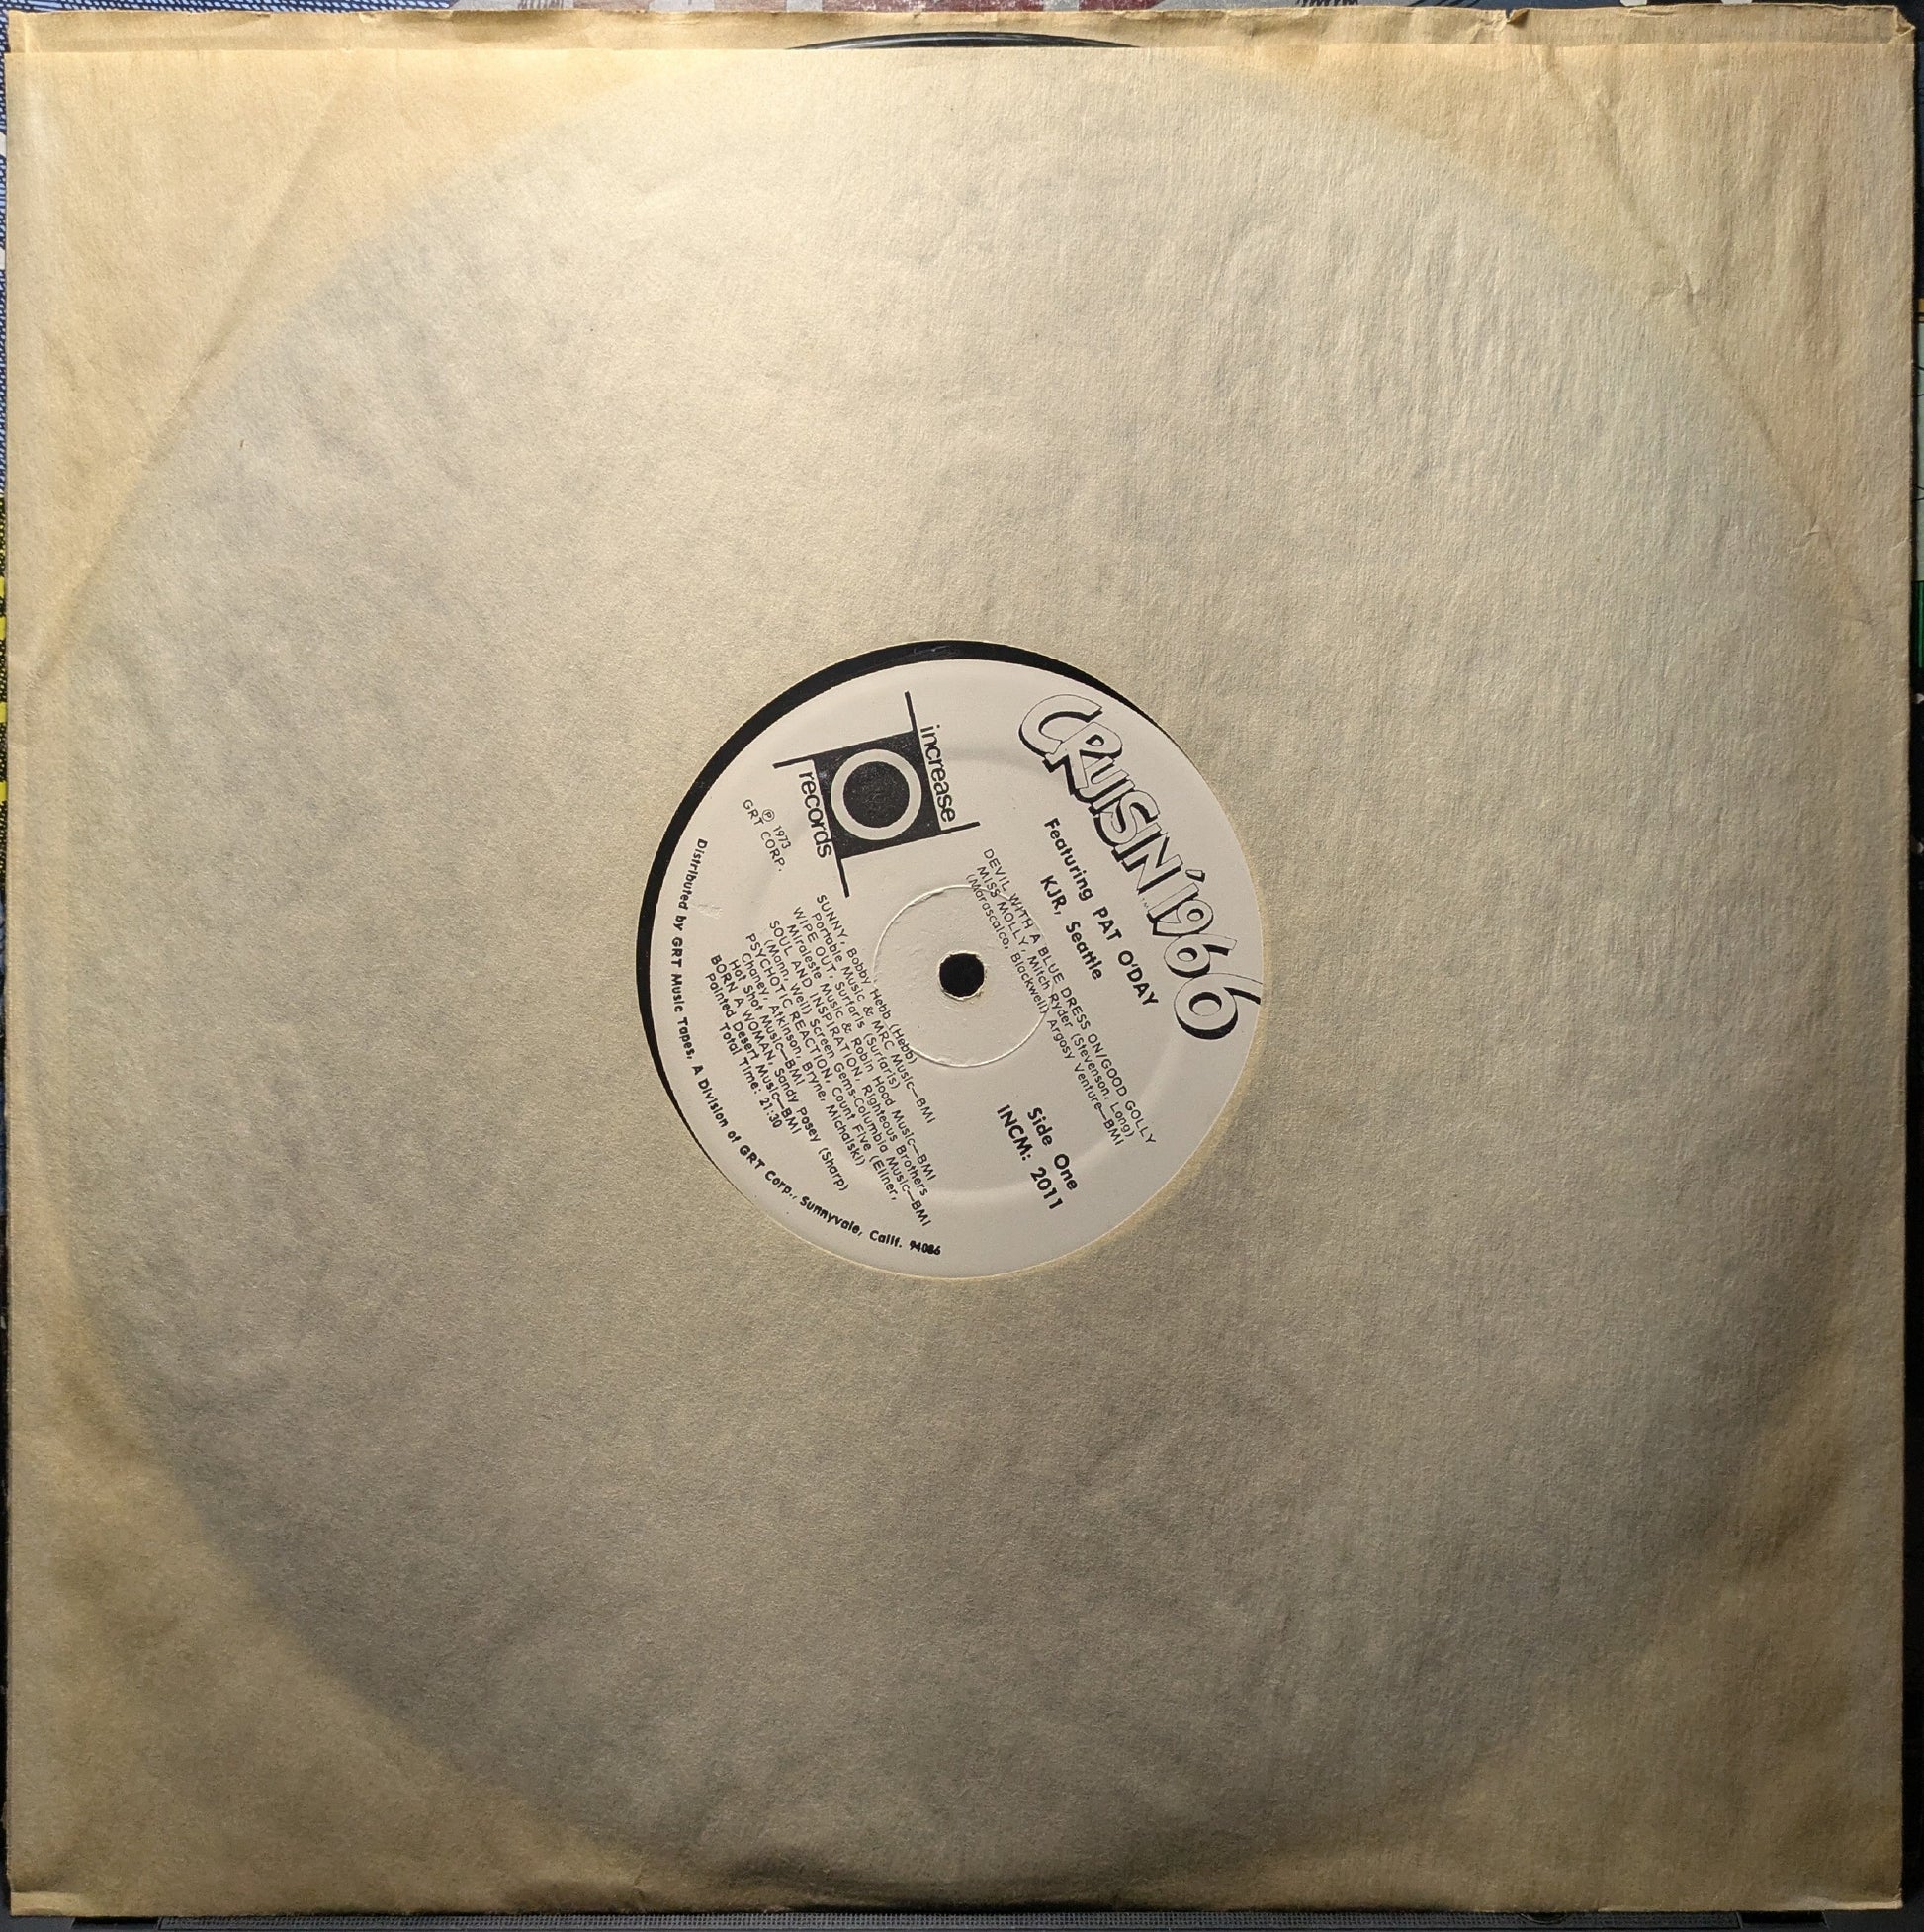 CRUISIN' 1966
Featuring PAT O'DAY
KJR, Seattle
increase
records
℗ 1973
GRT CORP.
Side One
INCM: 2011
DEVIL WITH A BLUE DRESS ON/GOOD GOLLY
MISS MOLLY, Mitch Ryder (Stevenson, Long)
(Marascalco, Blackwell) Argosy Venture—BMI
SUNNY, Bobby Hebb (Hebb)
Portable Music & MRC Music—BMI
WIPE OUT, Surfaris (Surfaris)
Miraleste Music & Robin Hood Music—BMI
SOUL AND INSPIRATION, Righteous Brothers
(Mann, Weil) Screen Gems-Columbia Music—BMI
PSYCHOTIC REACTION, Count Five (Ellner,
Chaney, Atkinson, Bryne, Michalski)
Hot Shot Music—BMI
BORN A WOMAN, Sandy Posey (Sharp)
Painted Desert Music—BMI
Total Time: 21:30
Distributed by GRT Music Tapes, A Division of GRT Corp., Sunnyvale, Calif. 94086